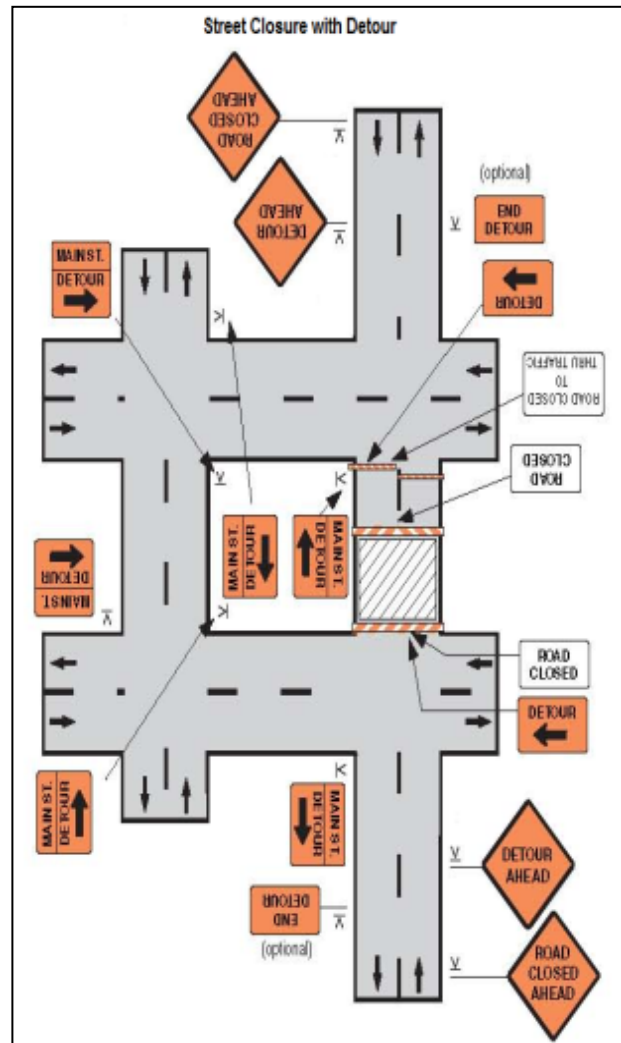 Street Closure with Detour
ROAD
CLOSED
AHEAD
DETOUR
AHEAD
(optional)
END
DETOUR
MAIN ST.
DETOUR
DETOUR
ROAD CLOSED
TO
THRU TRAFFIC
ROAD
CLOSED
MAIN ST.
DETOUR
MAIN ST.
DETOUR
MAIN ST.
DETOUR
ROAD
CLOSED
DETOUR
MAIN ST.
DETOUR
MAIN ST.
DETOUR
DETOUR
AHEAD
END
DETOUR
(optional)
ROAD
CLOSED
AHEAD